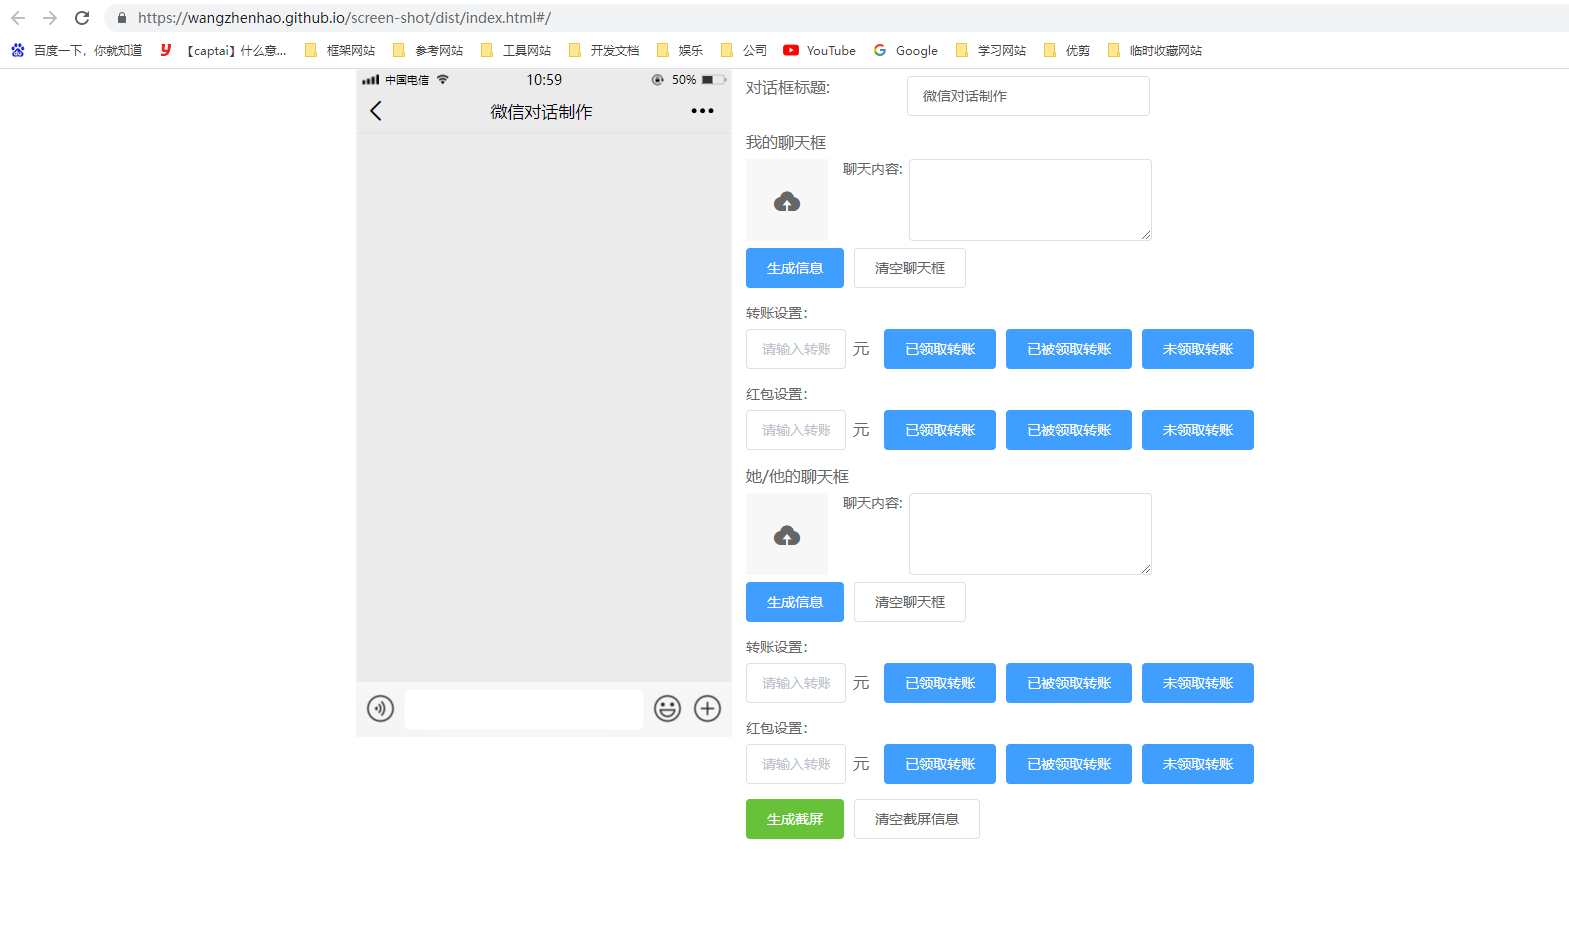 https://wangzhenhao.github.io/screen-shot/dist/index.html#/
百度一下，你就知道 【captai】什么意... 框架网站 参考网站 工具网站 开发文档 娱乐 公司 YouTube Google 学习网站 优剪 临时收藏网站
中国电信 10:59 50%
微信对话制作
对话框标题:
微信对话制作
我的聊天框
聊天内容:
生成信息 清空聊天框
转账设置:
请输入转账 元 已领取转账 已被领取转账 未领取转账
红包设置:
请输入转账 元 已领取转账 已被领取转账 未领取转账
她/他的聊天框
聊天内容:
生成信息 清空聊天框
转账设置:
请输入转账 元 已领取转账 已被领取转账 未领取转账
红包设置:
请输入转账 元 已领取转账 已被领取转账 未领取转账
生成截屏 清空截屏信息